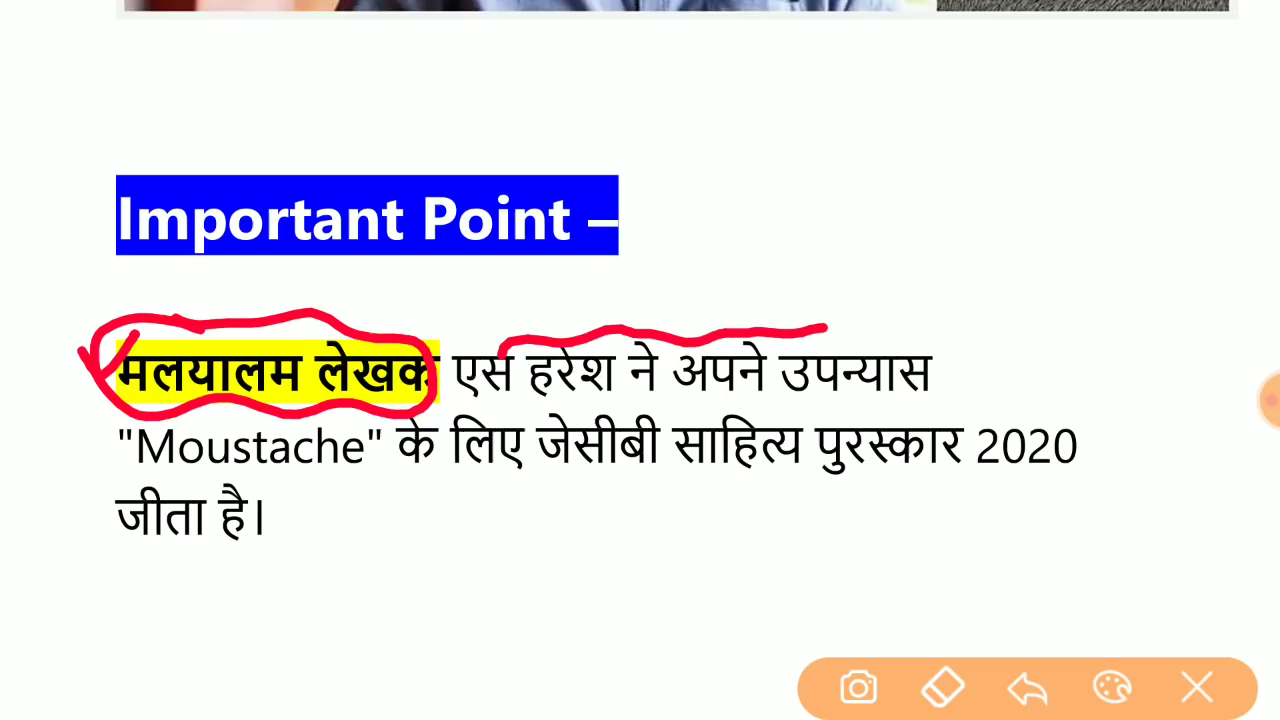 Important Point –
मलयालम लेखक एस हरेश ने अपने उपन्यास
"Moustache" के लिए जेसीबी साहित्य पुरस्कार 2020
जीता है।